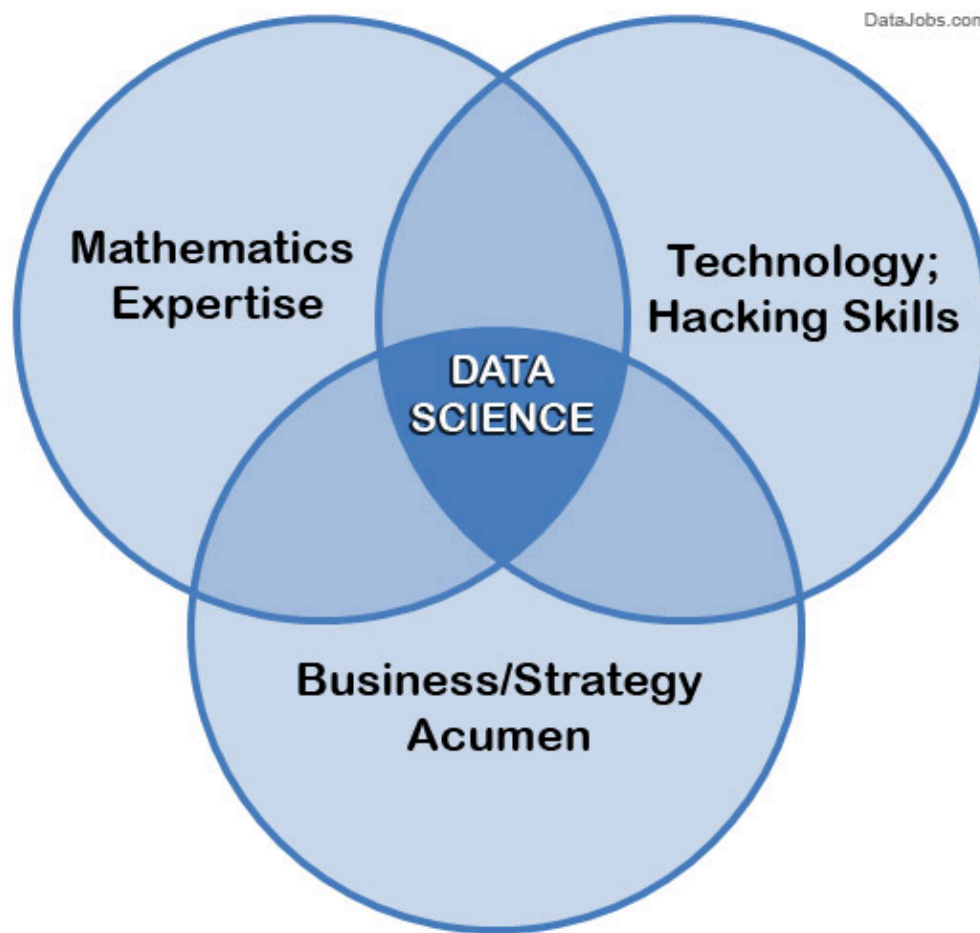 DataJobs.com
Mathematics
Expertise
Technology;
Hacking Skills
DATA
SCIENCE
Business/Strategy
Acumen